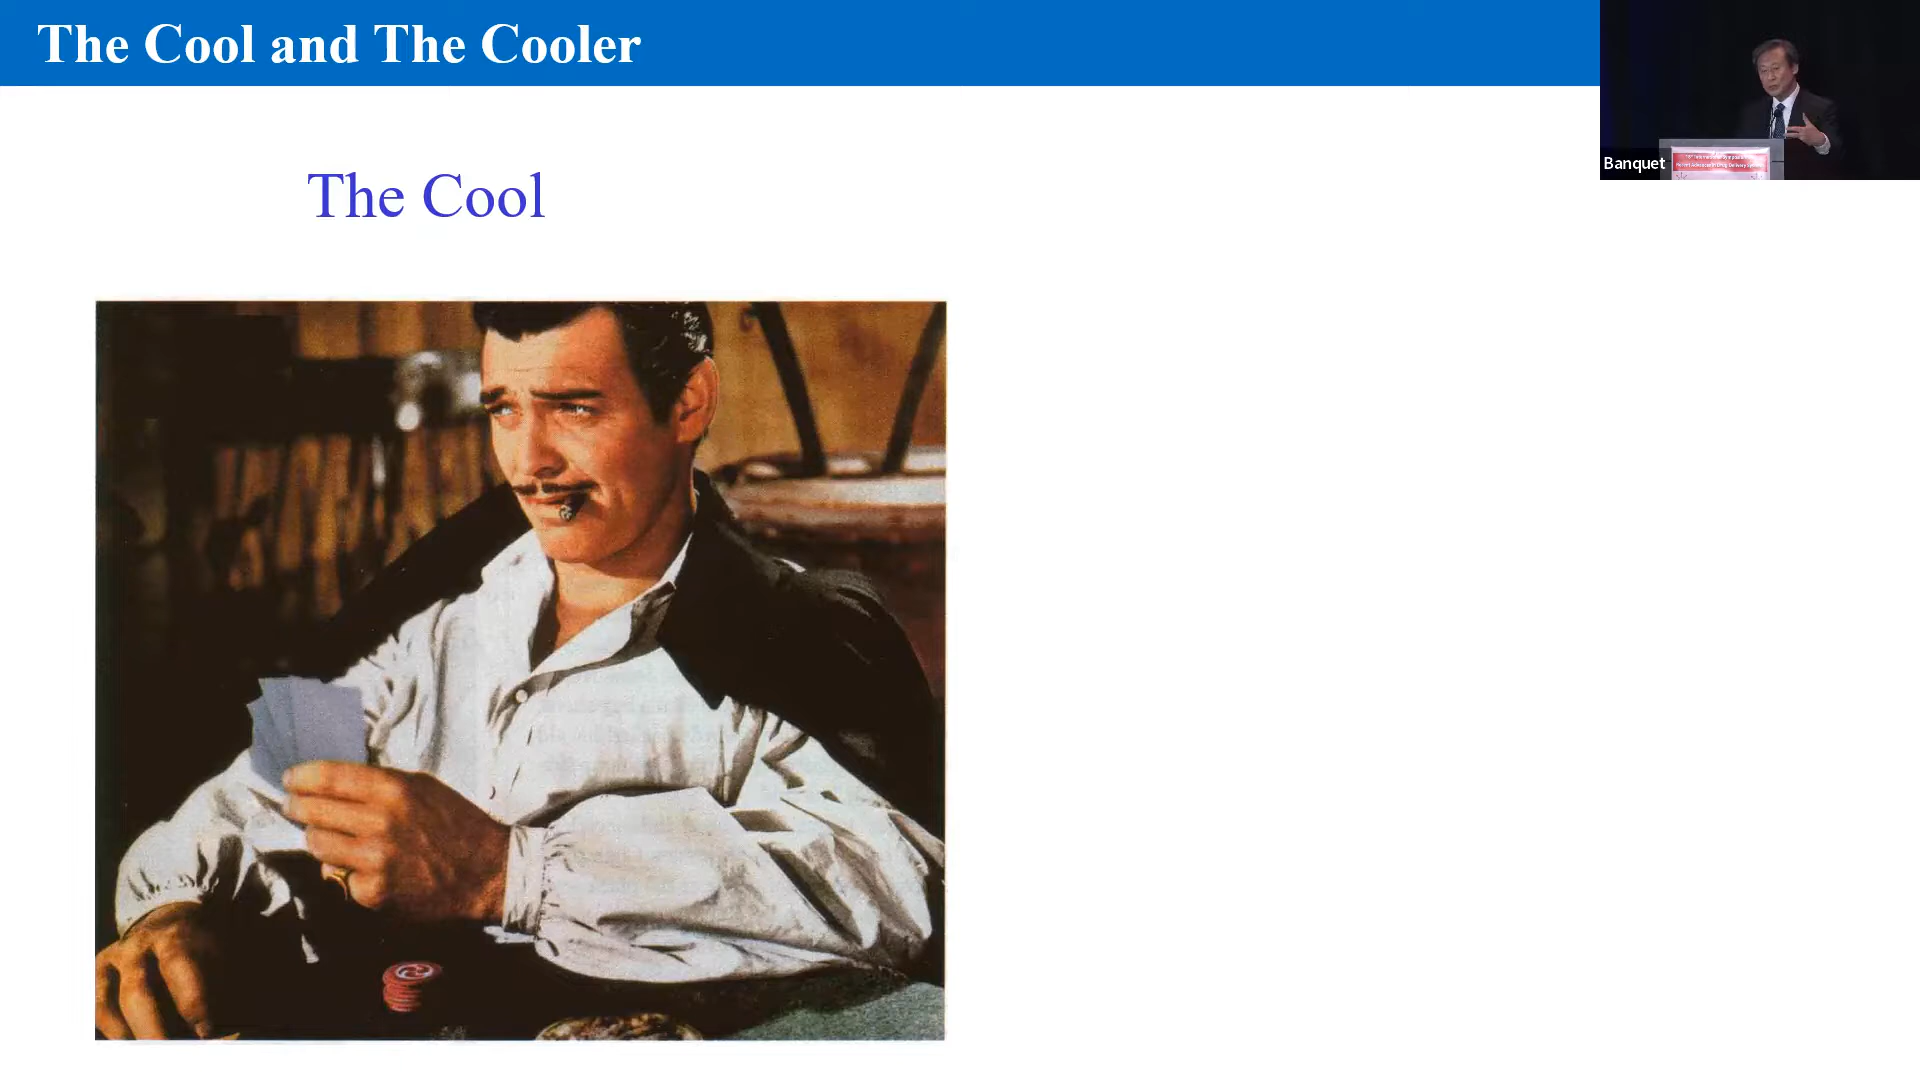 The Cool and The Cooler
The Cool
Banquet